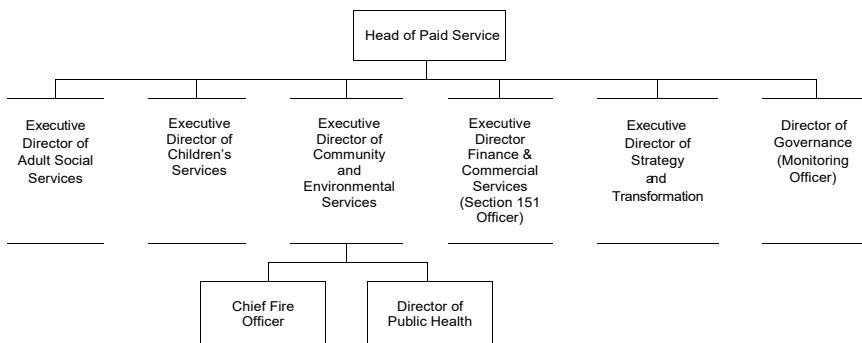 Head of Paid Service
Executive
Director of
Adult Social
Services
Executive
Director of
Children's
Services
Executive
Director of
Community
and
Environmental
Services
Executive
Director
Finance &
Commercial
Services
(Section 151
Officer)
Executive
Director of
Strategy
and
Transformation
Director of
Governance
(Monitoring
Officer)
Chief Fire
Officer
Director of
Public Health